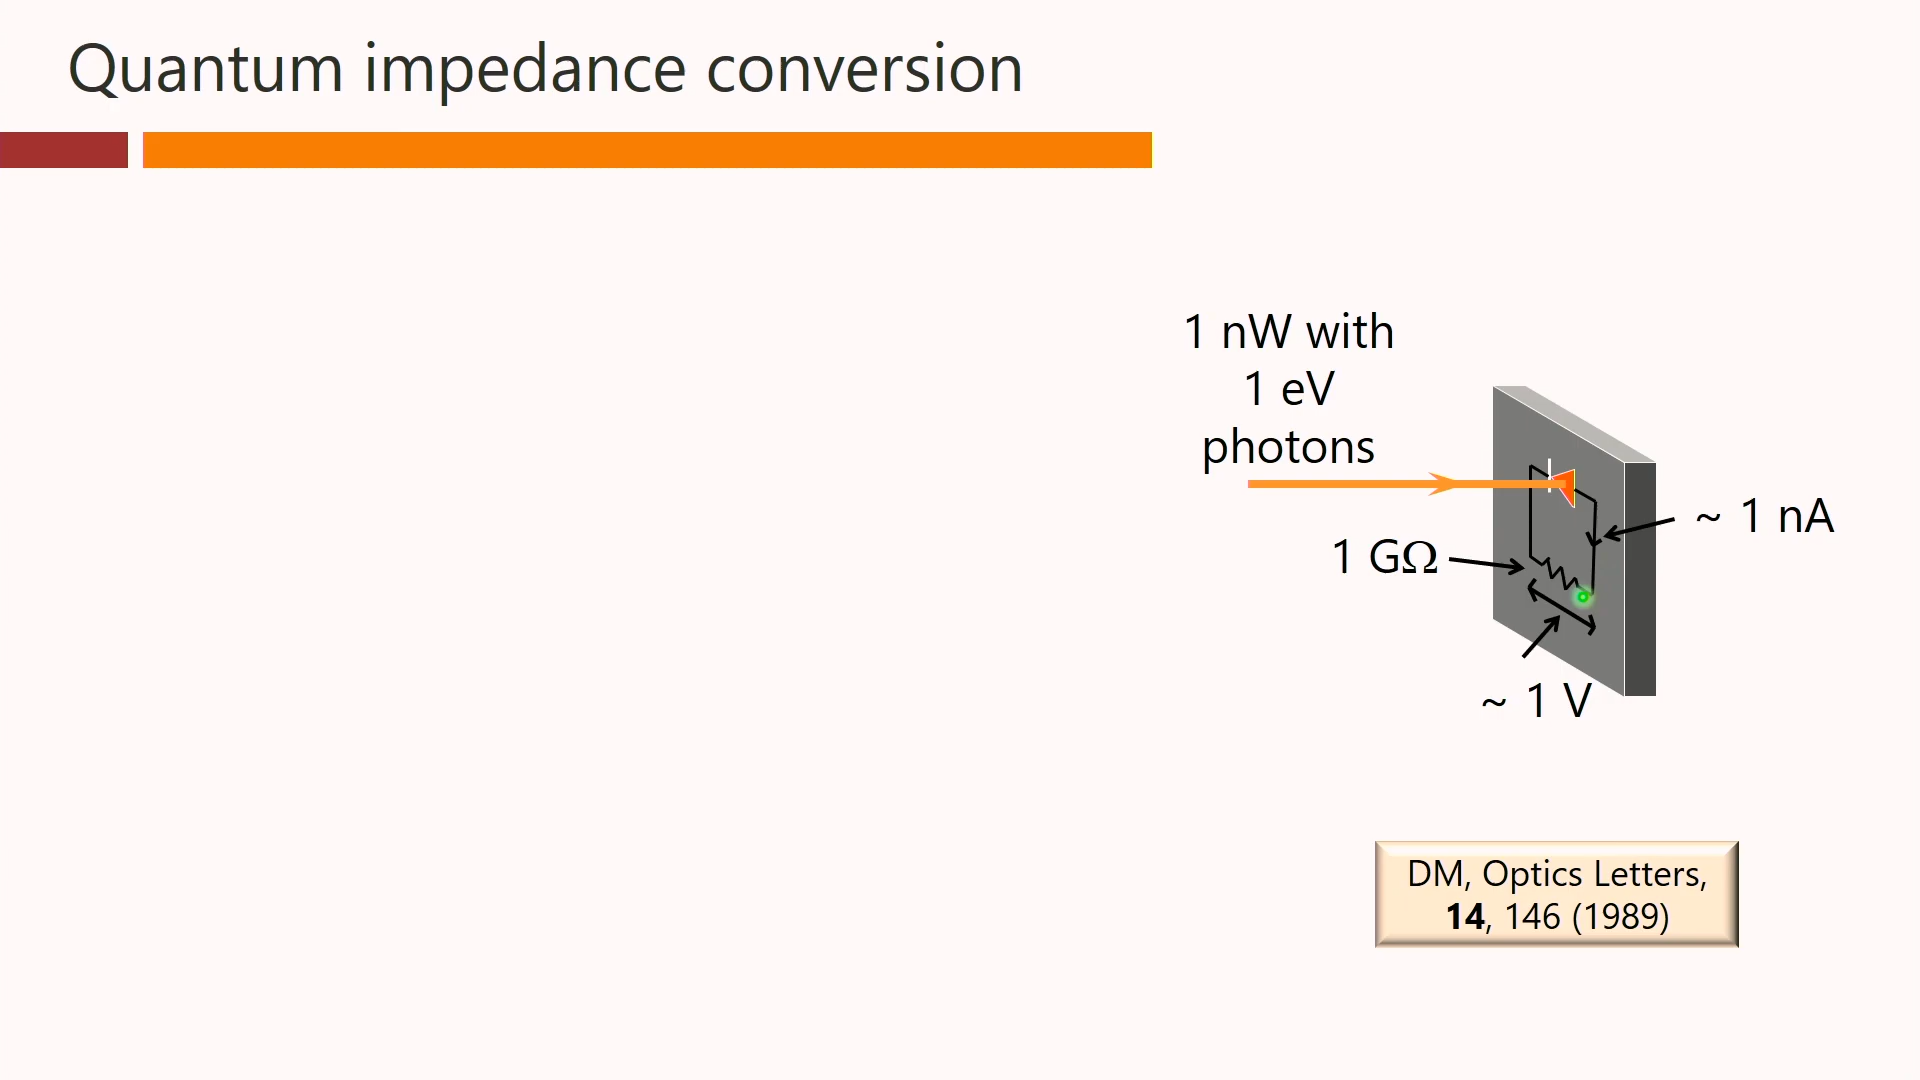 Quantum impedance conversion
1 nW with
1 eV
photons
~ 1 nA
1 GΩ
~ 1 V
DM, Optics Letters,
14, 146 (1989)